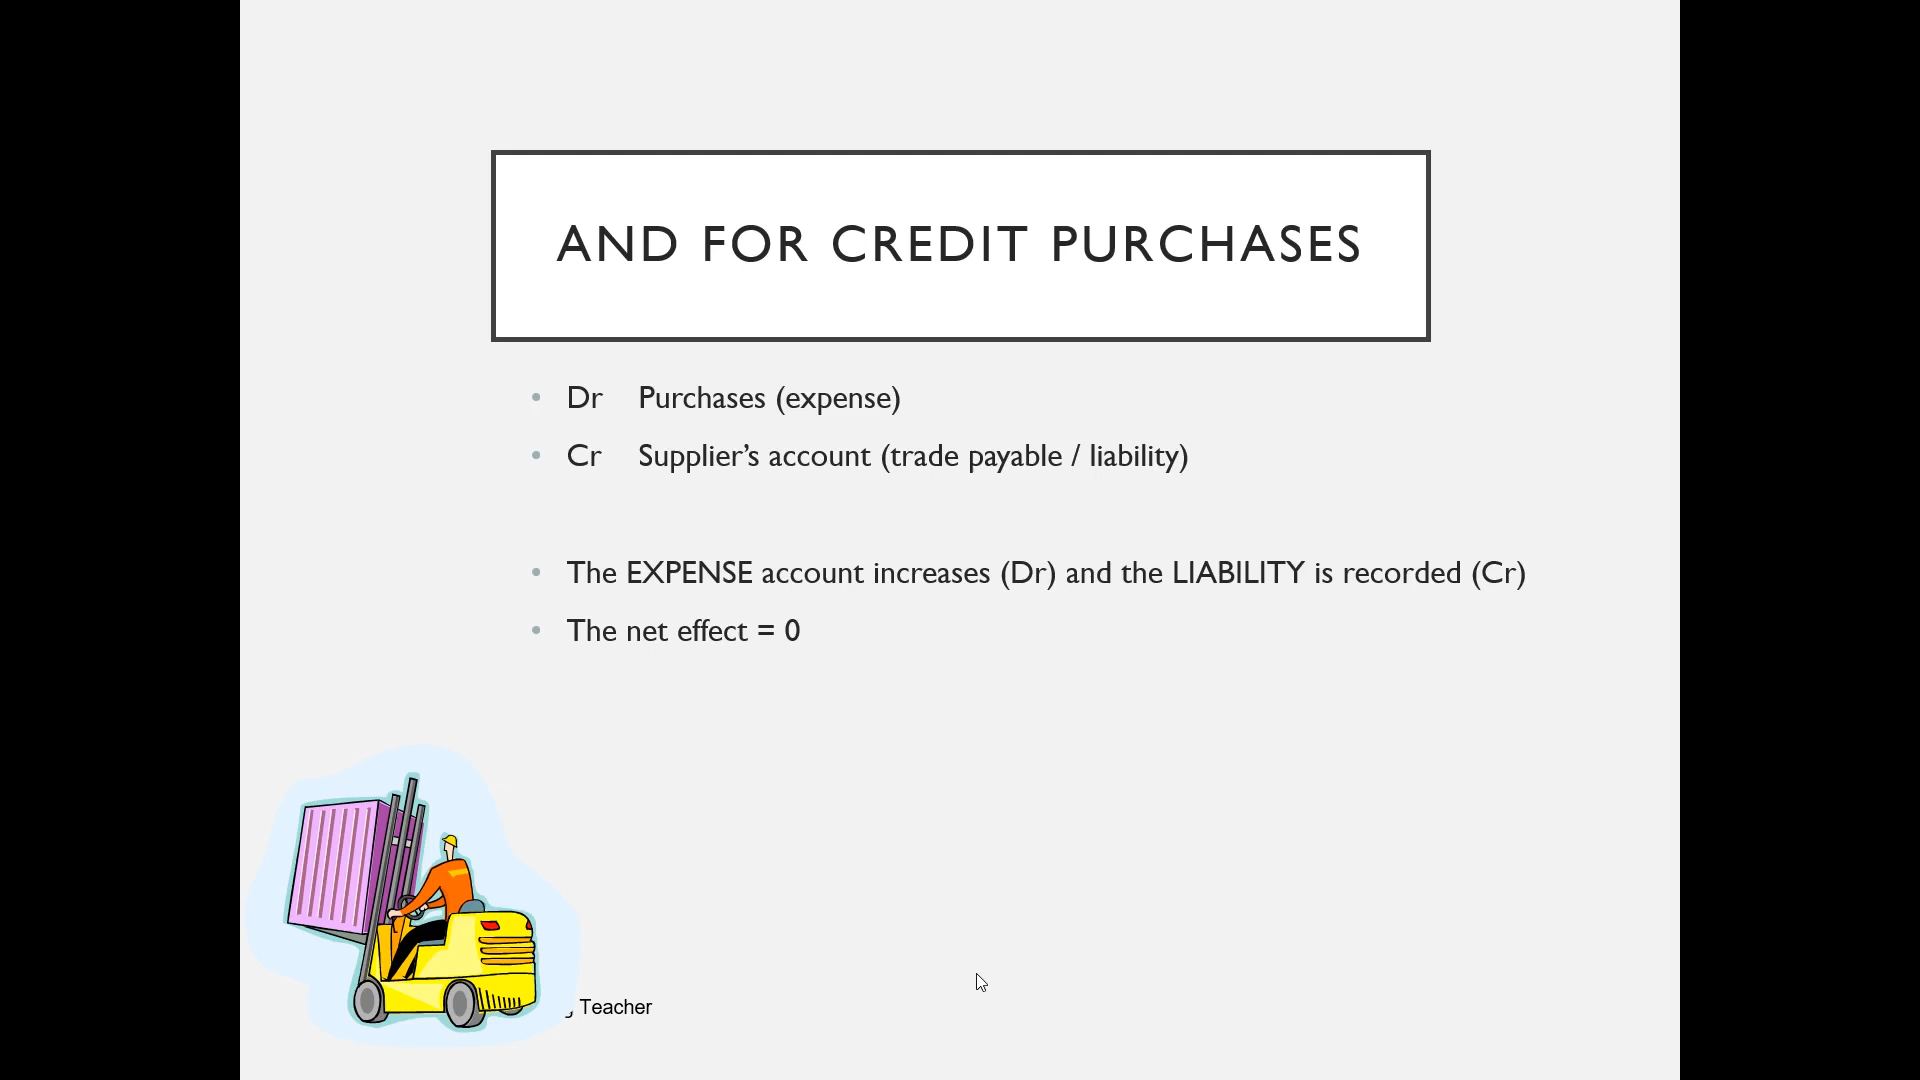 AND FOR CREDIT PURCHASES
• Dr Purchases (expense)
• Cr Supplier’s account (trade payable / liability)
• The EXPENSE account increases (Dr) and the LIABILITY is recorded (Cr)
• The net effect = 0
Teacher